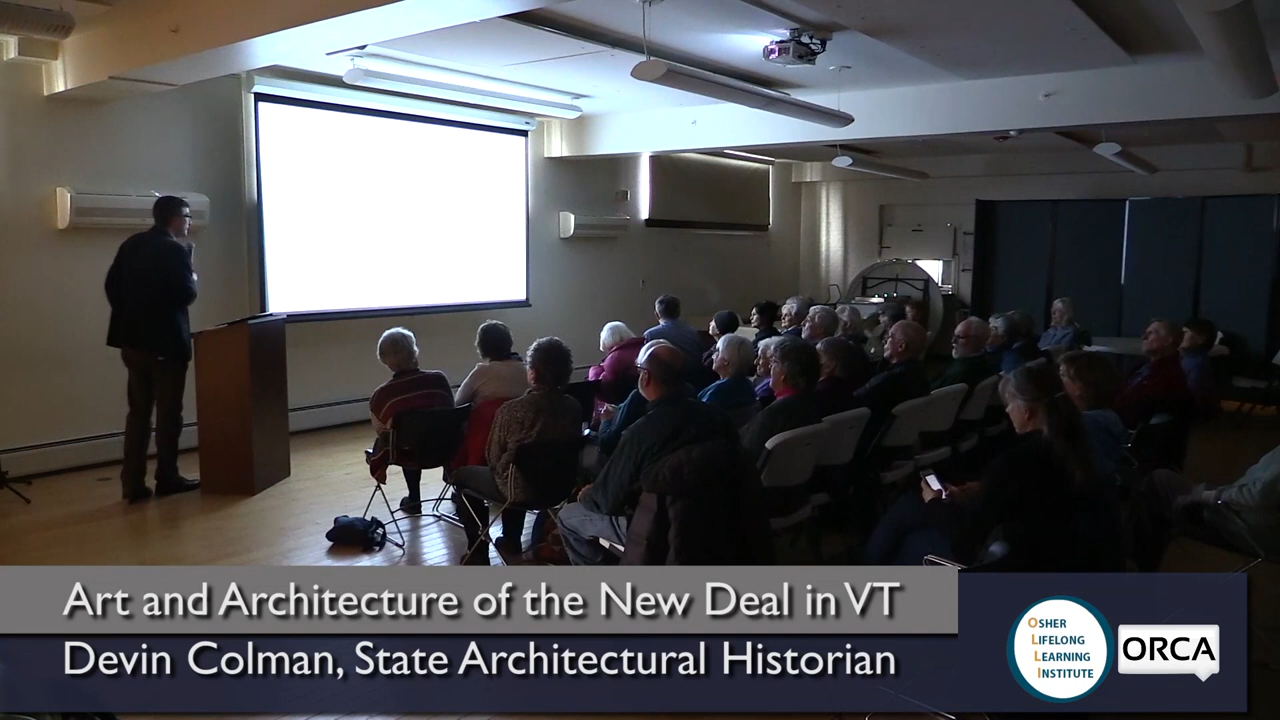 Art and Architecture of the New Deal in VT
Devin Colman, State Architectural Historian
OSHER
LIFELONG
LEARNING
INSTITUTE
ORCA